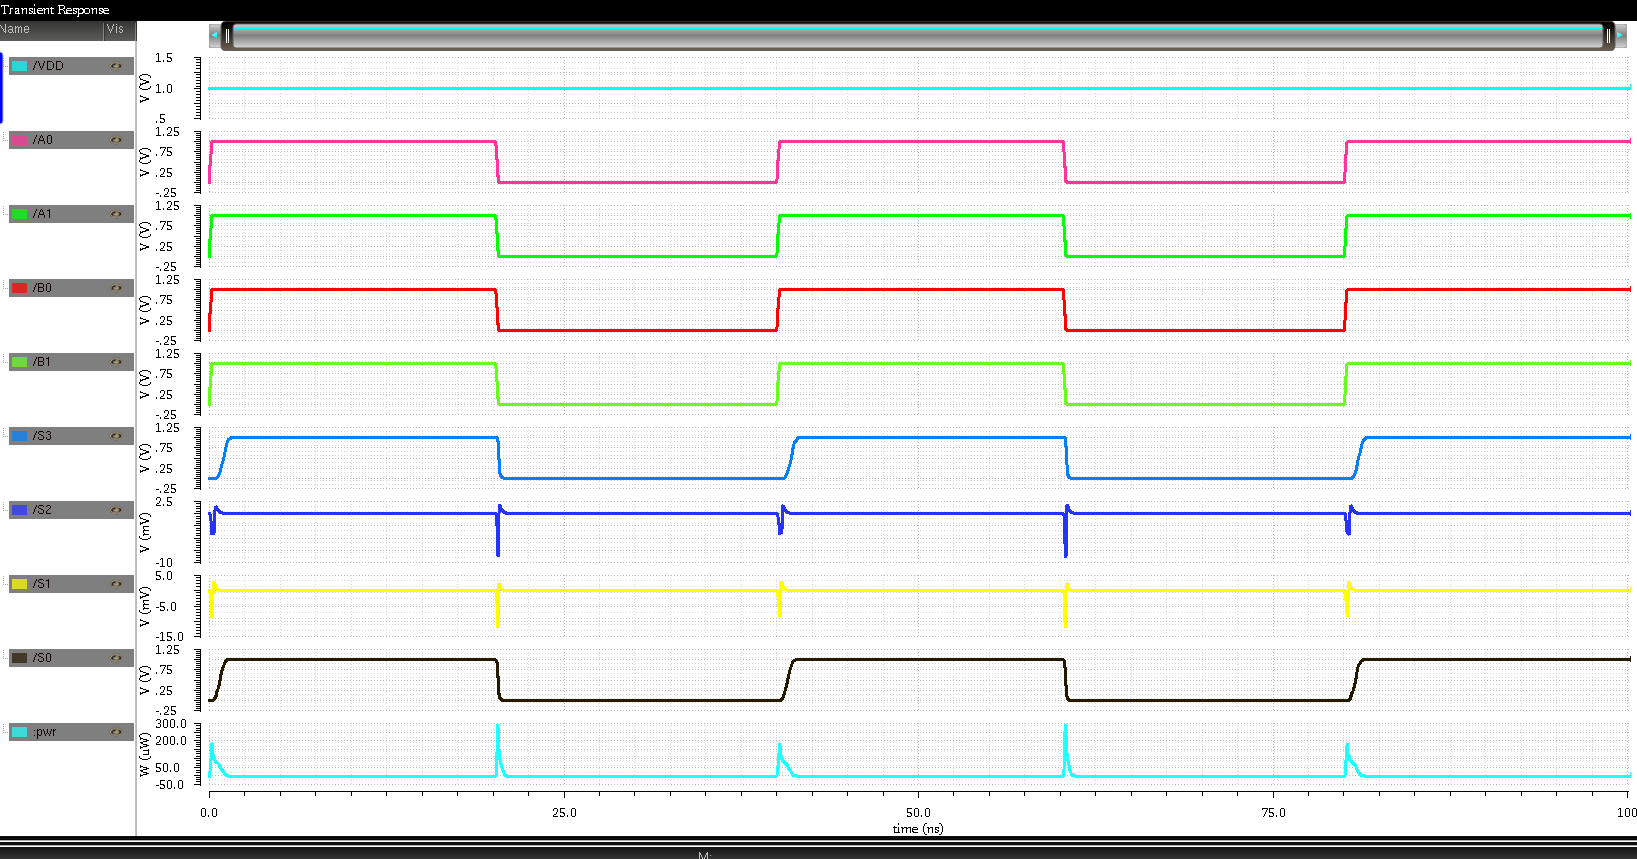 Transient Response
Name Vis
/VDD
V (V)
1.5
1.0
.5
/A0
V (V)
1.25
.75
.25
-.25
/A1
V (V)
1.25
.75
.25
-.25
/B0
V (V)
1.25
.75
.25
-.25
/B1
V (V)
1.25
.75
.25
-.25
/S3
V (V)
1.25
.75
.25
-.25
/S2
V (mV)
2.5
-10
/S1
V (mV)
5.0
-5.0
-15.0
/S0
V (V)
1.25
.75
.25
-.25
:pwr
W (uW)
300.0
200.0
50.0
-50.0
0.0 25.0 50.0 75.0 100
time (ns)
M: